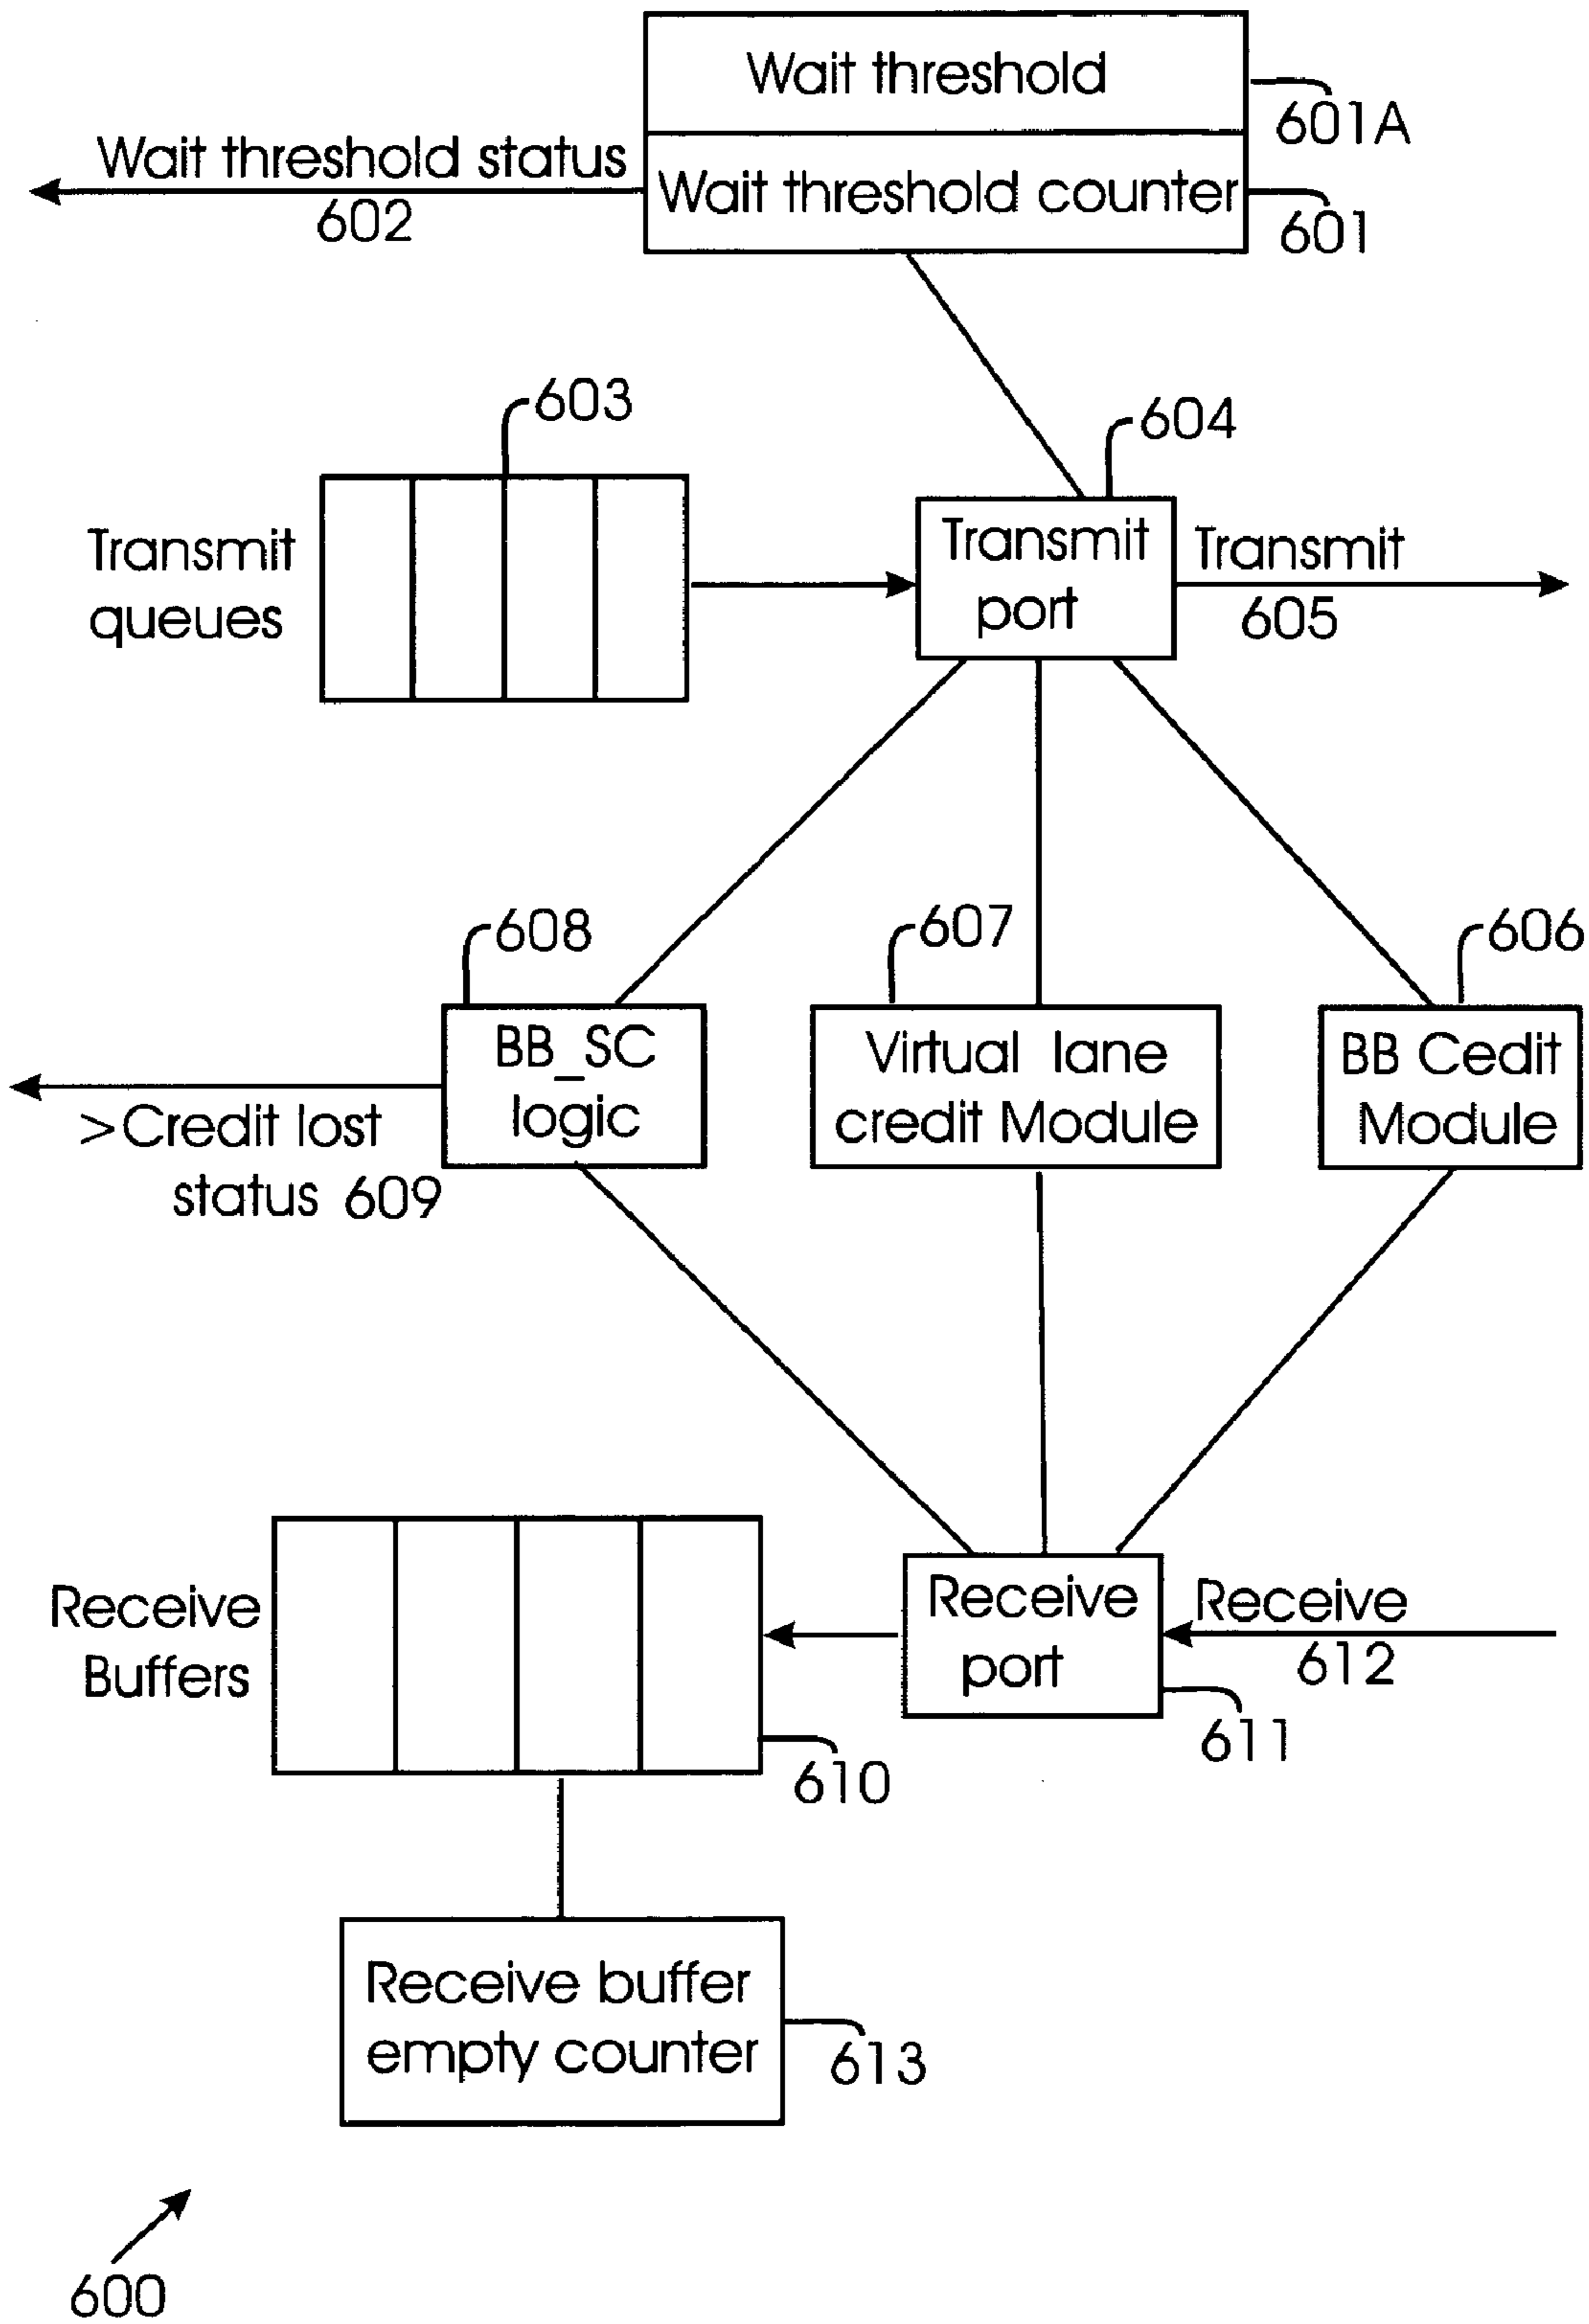 Wait threshold
601A
Wait threshold status
602
Wait threshold counter
601
603
604
Transmit
queues
Transmit
port
Transmit
605
608
607
606
BB_SC
logic
Virtual lane
credit Module
BB Cedit
Module
>Credit lost
status 609
Receive
Buffers
Receive
port
Receive
612
611
610
Receive buffer
empty counter
613
600